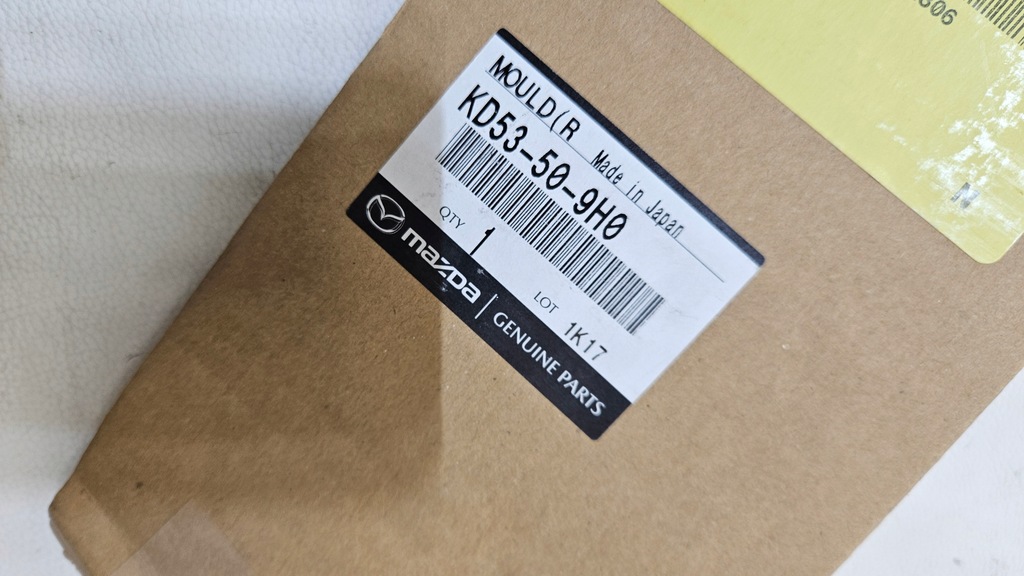 MOULD(R
Made in Japan
KD53-50-9H0
QTY 1
LOT 1K17
mazda | GENUINE PARTS
N